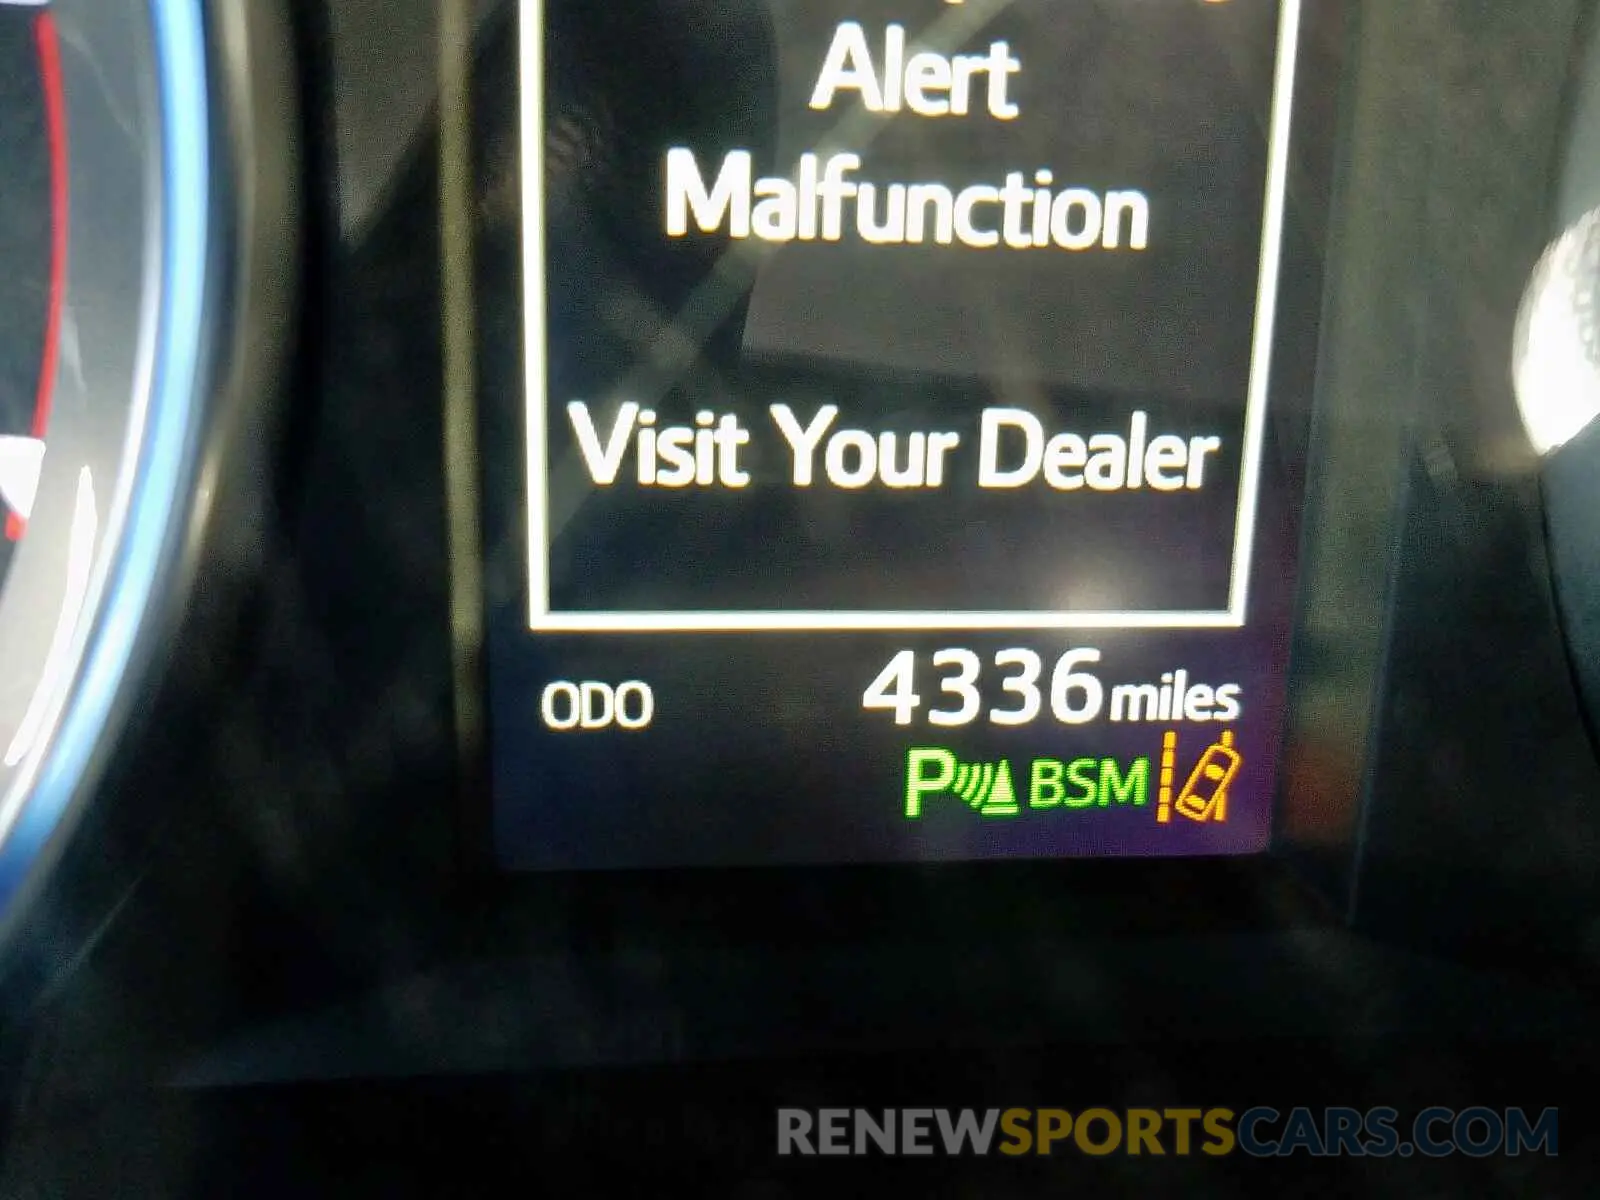 Alert
Malfunction
Visit Your Dealer
ODO 4336 miles
P BSM
RENEWSPORTSCARS.COM